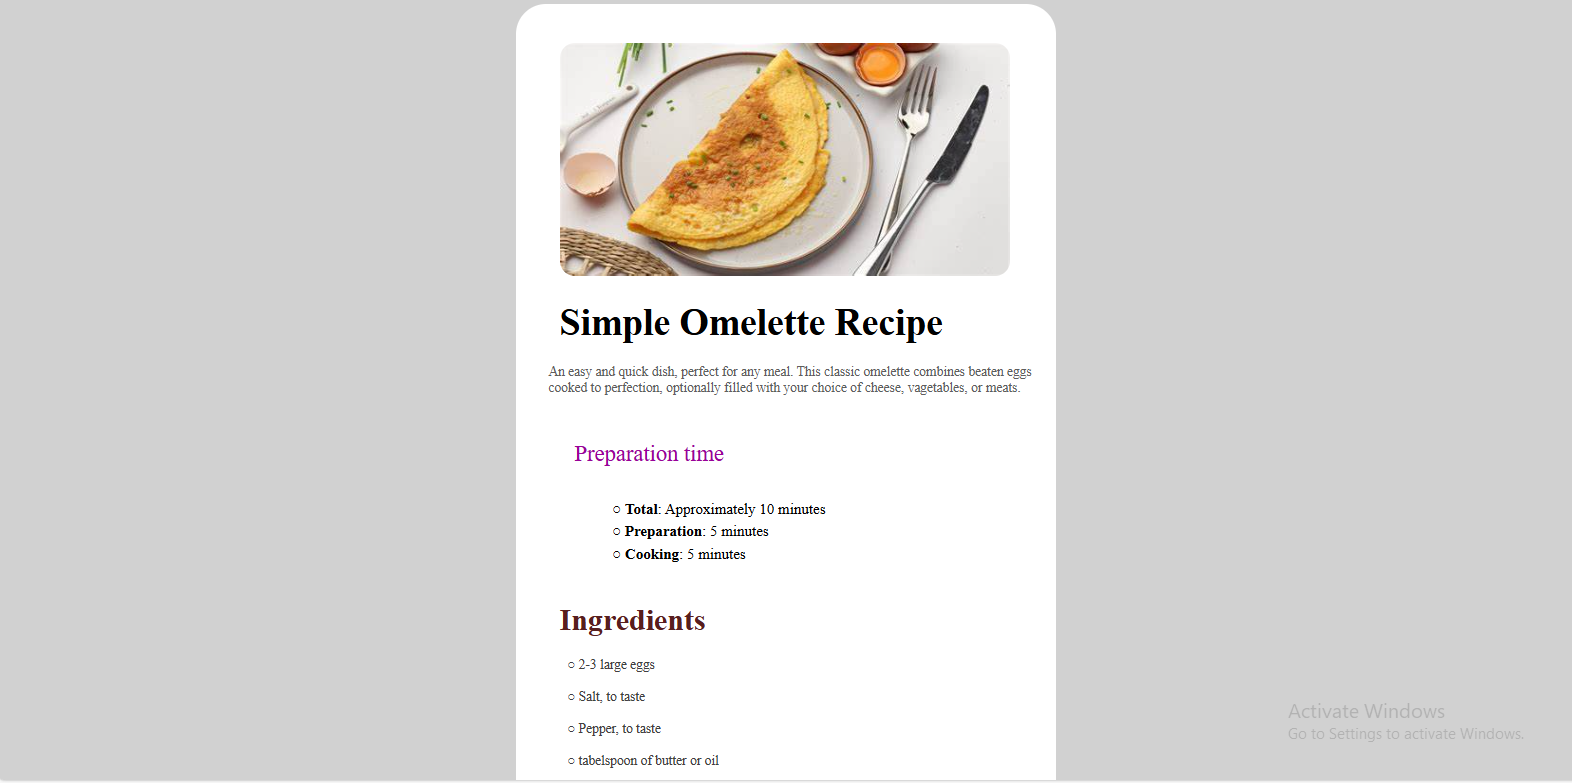 Simple Omelette Recipe
An easy and quick dish, perfect for any meal. This classic omelette combines beaten eggs
cooked to perfection, optionally filled with your choice of cheese, vagetables, or meats.
Preparation time
○ Total: Approximately 10 minutes
○ Preparation: 5 minutes
○ Cooking: 5 minutes
Ingredients
○ 2-3 large eggs
○ Salt, to taste
○ Pepper, to taste
○ tabelspoon of butter or oil
Activate Windows
Go to Settings to activate Windows.